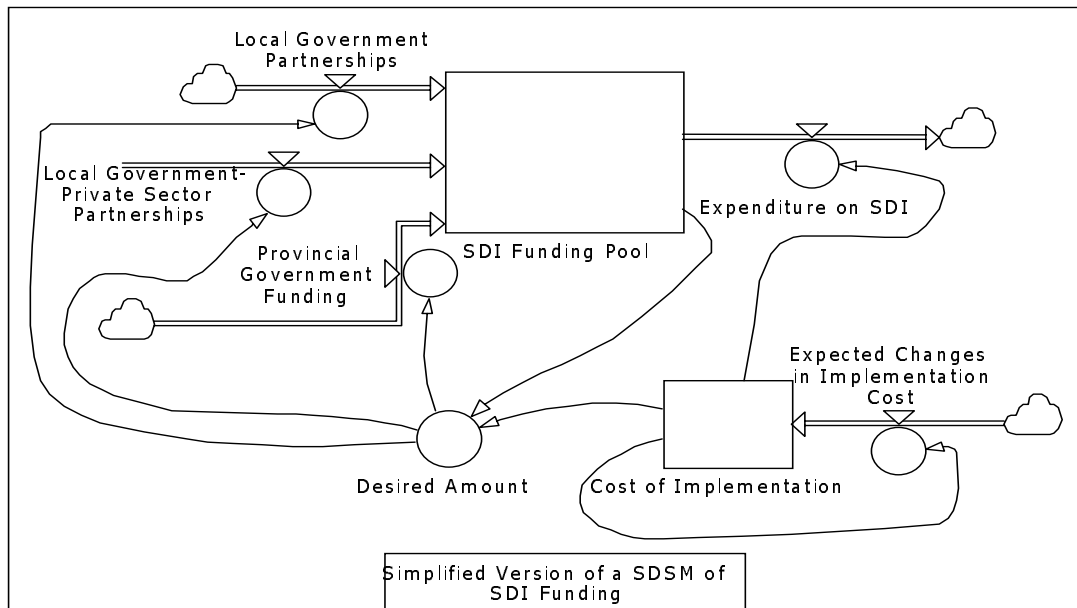 Local Government
Partnerships
Local Government-
Private Sector
Partnerships
Expenditure on SDI
Provincial
Government
Funding
SDI Funding Pool
Expected Changes
in Implementation
Cost
Desired Amount
Cost of Implementation
Simplified Version of a SDSM of
SDI Funding